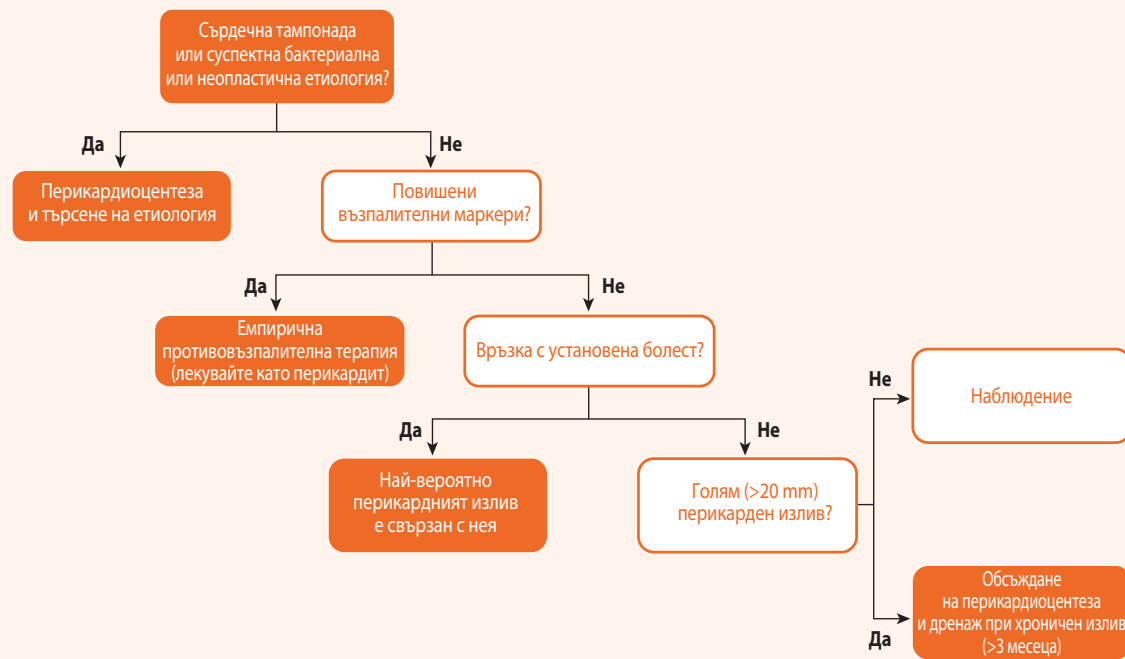 Сърдечна тампонада
или суспектна бактериална
или неопластична етиология?
Да
Не
Перикардиоцентеза
и търсене на етиология
Повишени
възпалителни маркери?
Да
Не
Емпирична
противовъзпалителна терапия
(лекувайте като перикардит)
Връзка с установена болест?
Не
Наблюдение
Да
Не
Най-вероятно
перикардният излив
е свързан с нея
Голям (>20 mm)
перикарден излив?
Да
Обсъждане
на перикардиоцентеза
и дренаж при хроничен излив
(>3 месеца)